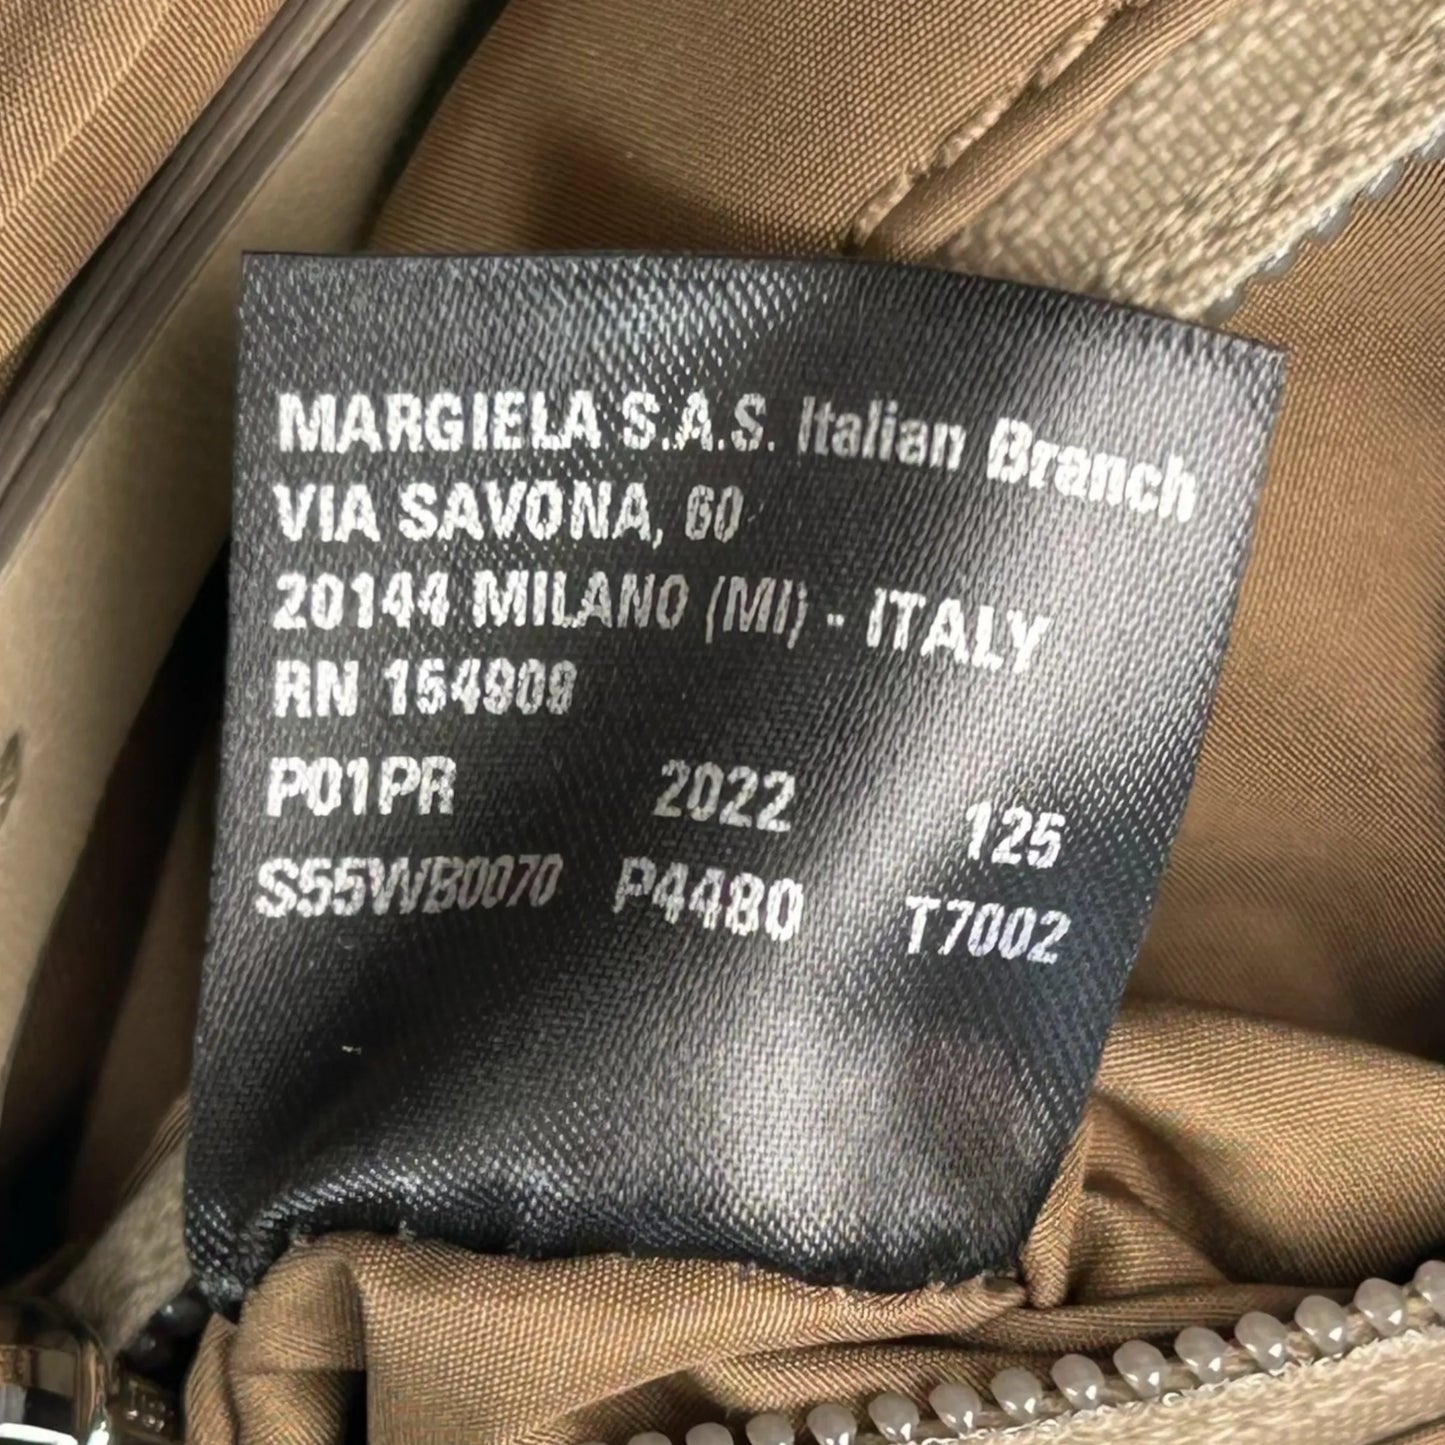 MARGIELA S.A.S. Italian Branch
VIA SAVONA, 60
20144 MILANO (MI) - ITALY
RN 154909
P01PR 2022 125
S55WB0070 P4480 T7002